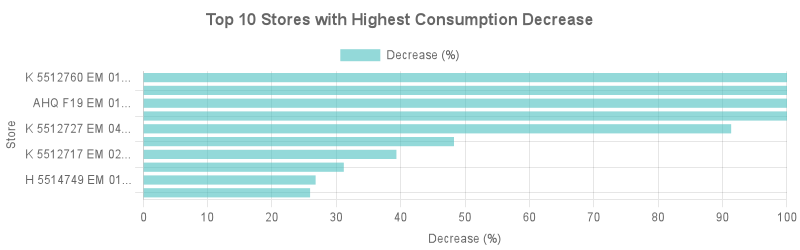 Top 10 Stores with Highest Consumption Decrease
Decrease (%)
Store
K 5512760 EM 01...
AHQ F19 EM 01...
K 5512727 EM 04...
K 5512717 EM 02...
H 5514749 EM 01...
0 10 20 30 40 50 60 70 80 90 100
Decrease (%)